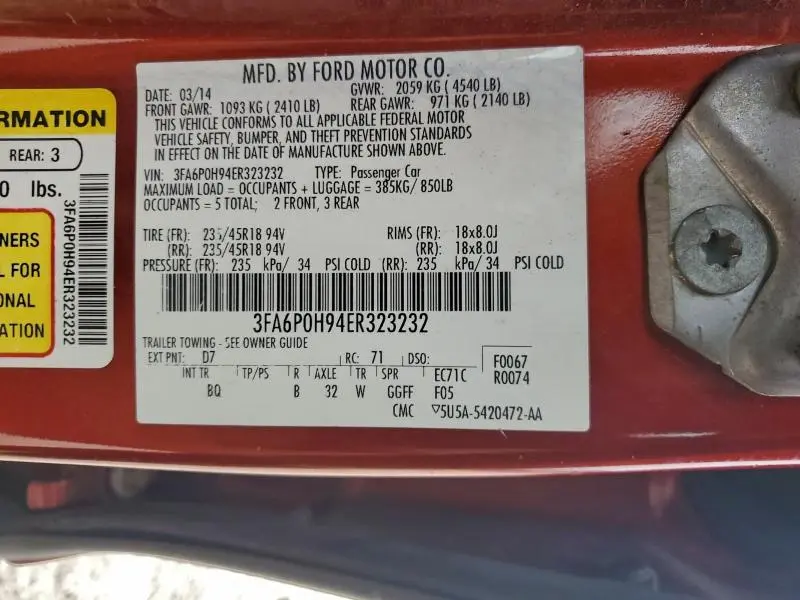 MFD. BY FORD MOTOR CO.
DATE: 03/14 GVWR: 2059 KG ( 4540 LB)
FRONT GAWR: 1093 KG ( 2410 LB) REAR GAWR: 971 KG ( 2140 LB)
THIS VEHICLE CONFORMS TO ALL APPLICABLE FEDERAL MOTOR
VEHICLE SAFETY, BUMPER, AND THEFT PREVENTION STANDARDS
IN EFFECT ON THE DATE OF MANUFACTURE SHOWN ABOVE.
VIN: 3FA6P0H94ER323232 TYPE: Passenger Car
MAXIMUM LOAD = OCCUPANTS + LUGGAGE = 385KG/ 850LB
OCCUPANTS = 5 TOTAL; 2 FRONT, 3 REAR
TIRE (FR): 235/45R18 94V RIMS (FR): 18x8.0J
(RR): 235/45R18 94V (RR): 18x8.0J
PRESSURE (FR): 235 kPa/ 34 PSI COLD (RR): 235 kPa/ 34 PSI COLD
3FA6P0H94ER323232
TRAILER TOWING - SEE OWNER GUIDE
EXT PNT: D7 RC: 71 DSO: F0067
INT TR TP/PS R AXLE TR SPR EC71C R0074
BQ B 32 W GGFF F05
CMC ▽5U5A-5420472-AA
RMATION
REAR: 3
0 lbs.
NERS
L FOR
ONAL
ATION
3FA6P0H94ER323232